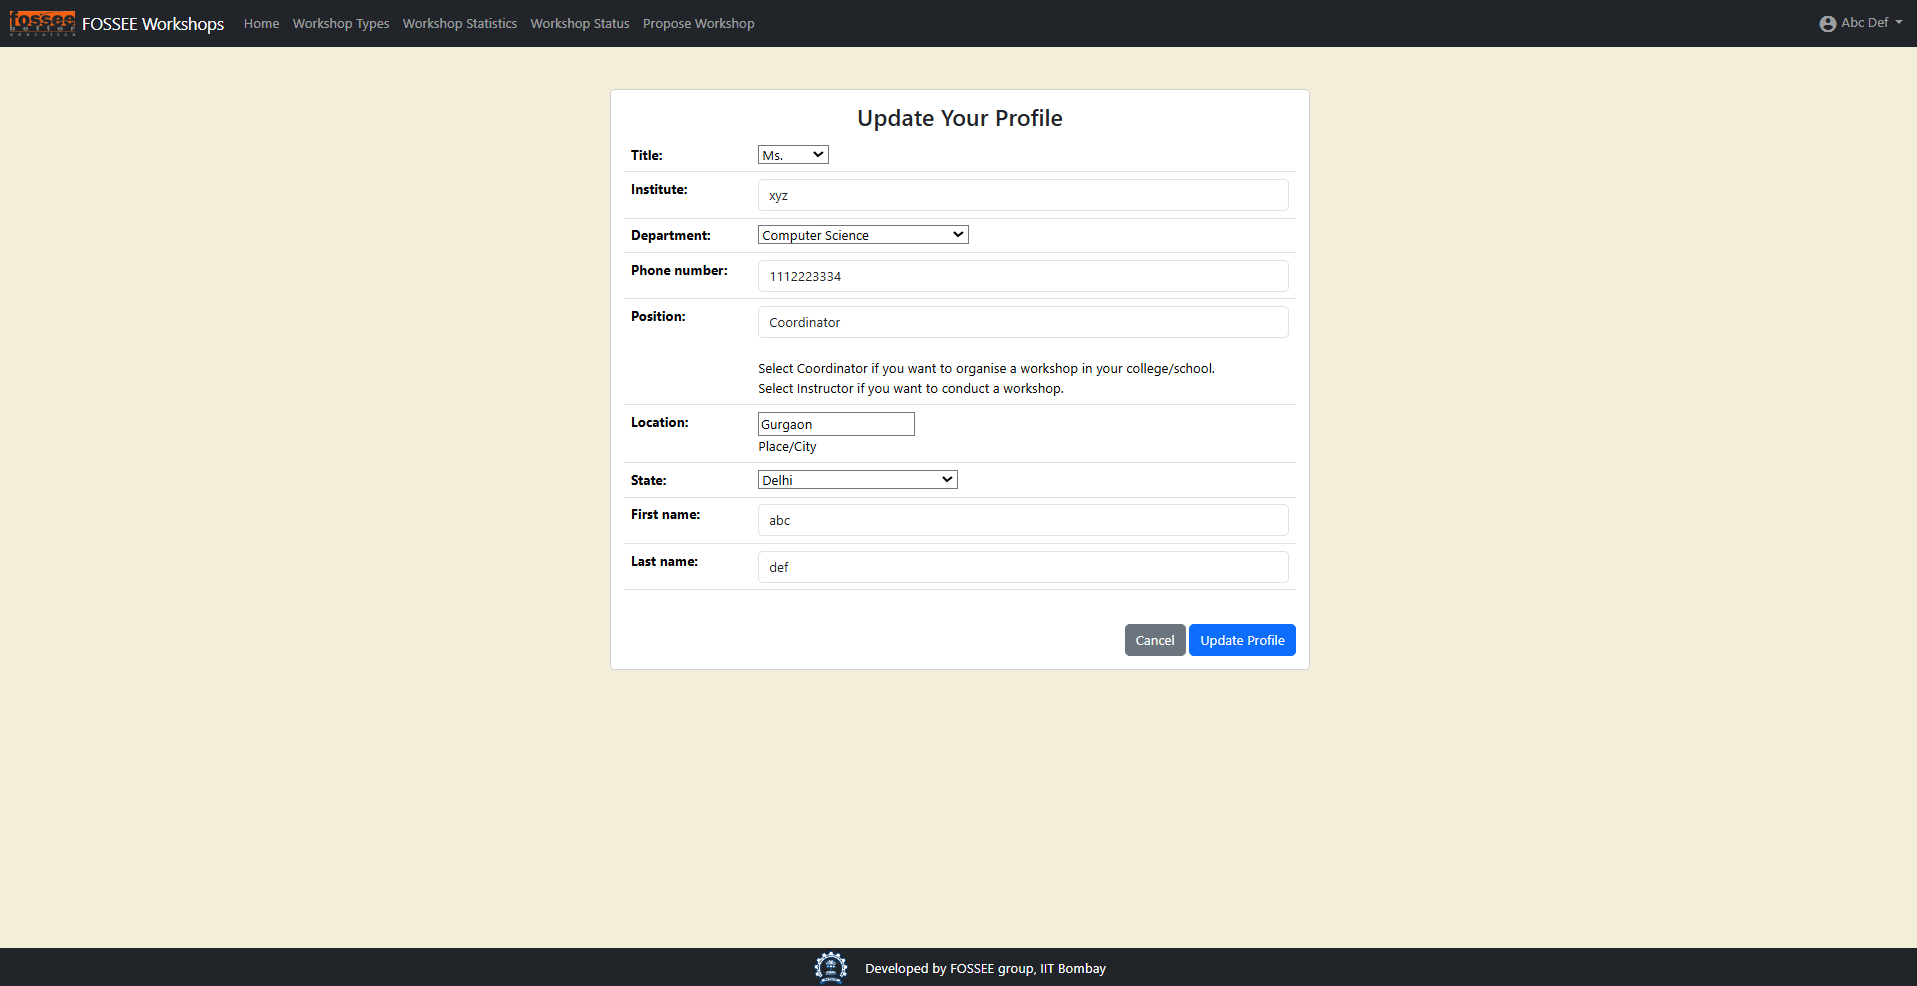 fossee
better
education
FOSSEE Workshops Home Workshop Types Workshop Statistics Workshop Status Propose Workshop Abc Def
Update Your Profile
Title: Ms.
Institute: xyz
Department: Computer Science
Phone number: 1112223334
Position: Coordinator
Select Coordinator if you want to organise a workshop in your college/school.
Select Instructor if you want to conduct a workshop.
Location: Gurgaon
Place/City
State: Delhi
First name: abc
Last name: def
Cancel Update Profile
Developed by FOSSEE group, IIT Bombay